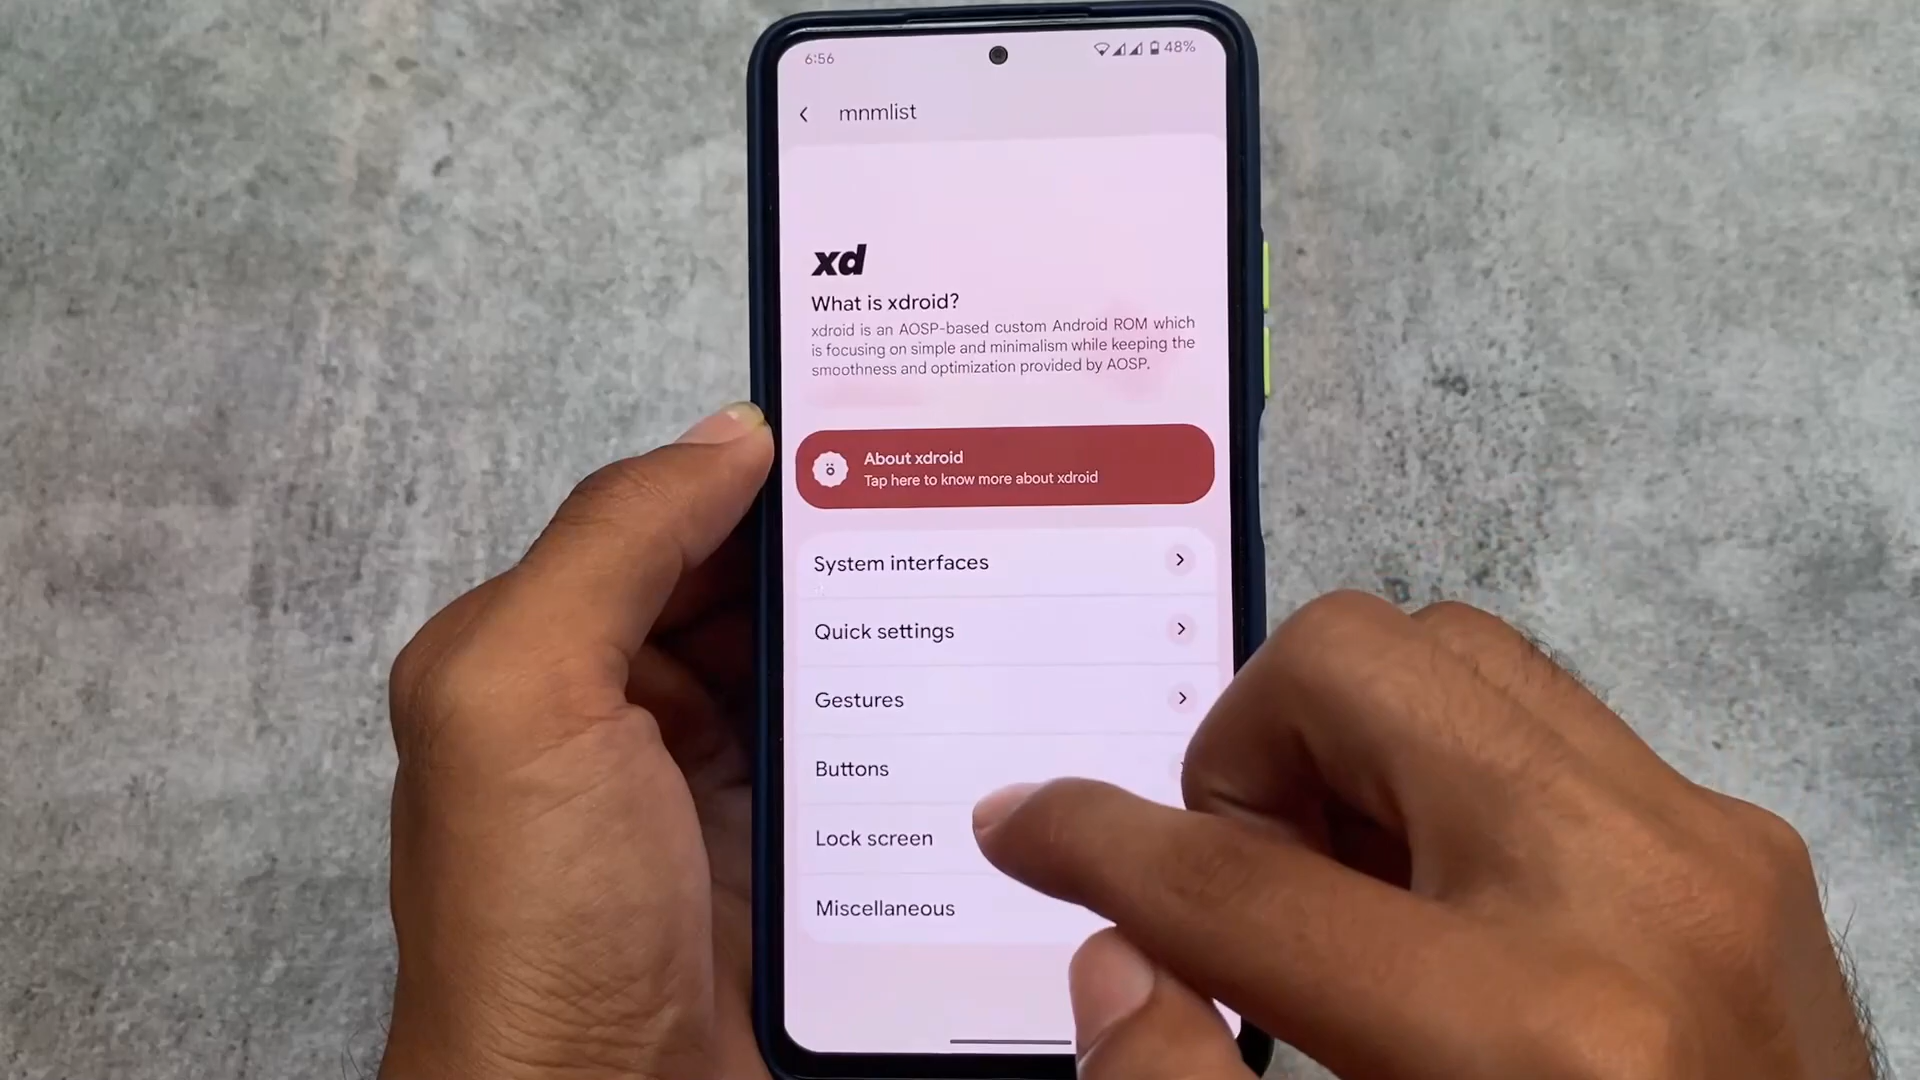 6:56
48%
mnmlist
xd
What is xdroid?
xdroid is an AOSP-based custom Android ROM which
is focusing on simple and minimalism while keeping the
smoothness and optimization provided by AOSP.
About xdroid
Tap here to know more about xdroid
System interfaces
Quick settings
Gestures
Buttons
Lock screen
Miscellaneous